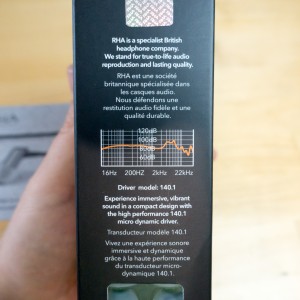 RHA is a specialist British
headphone company.
We stand for true-to-life audio
reproduction and lasting quality.
RHA est une société
britannique spécialisée dans
les casques audio.
Nous défendons une
restitution audio fidèle et une
qualité durable.
120dB
100dB
80dB
60dB
16Hz 200HZ 2kHz 22kHz
Driver model: 140.1
Experience immersive, vibrant
sound in a compact design with
the high performance 140.1
micro dynamic driver.
Transducteur modèle 140.1
Vivez une expérience sonore
immersive et dynamique
grâce à la haute performance
du transducteur micro-
dynamique 140.1.